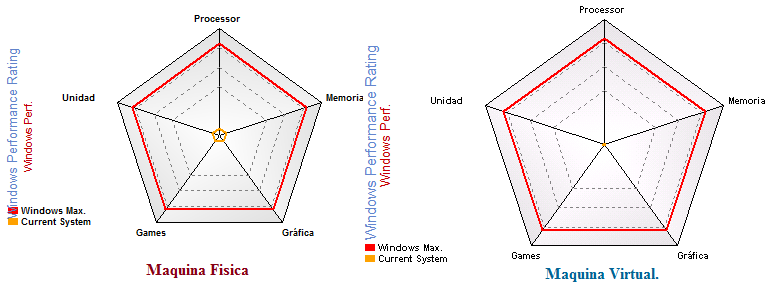 Processor
Unidad
Memoria
Games
Gráfica
Windows Performance Rating
Windows Perf.
Windows Max.
Current System
Maquina Fisica
Processor
Unidad
Memoria
Games
Gráfica
Windows Performance Rating
Windows Perf.
Windows Max.
Current System
Maquina Virtual.